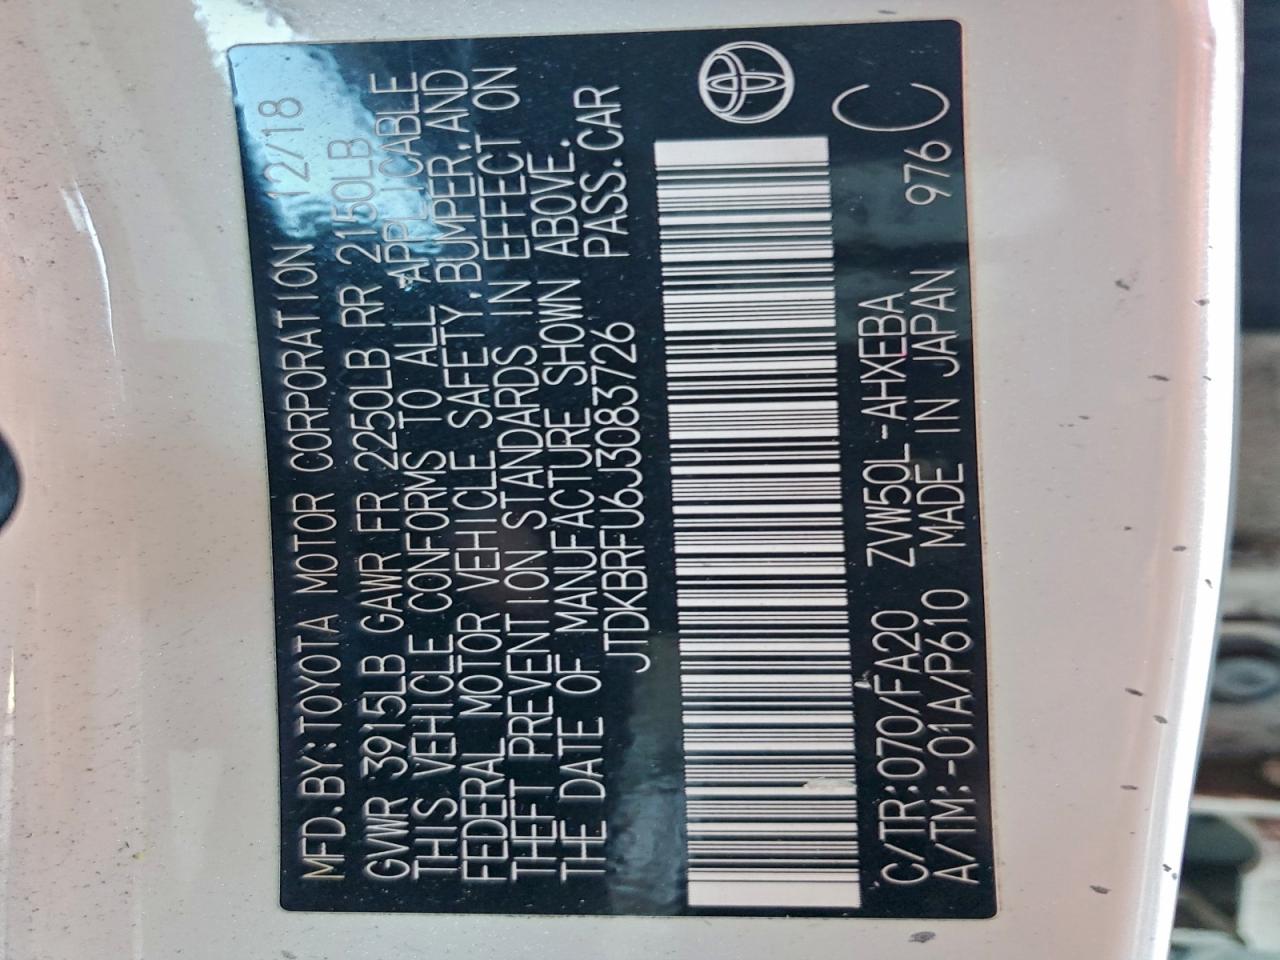 MFD.BY:TOYOTA MOTOR CORPORATION 12/18
GVWR 3915LB GAWR FR 2250LB RR 2150LB
THIS VEHICLE CONFORMS TO ALL APPLICABLE
FEDERAL MOTOR VEHICLE SAFETY, BUMPER, AND
THEFT PREVENTION STANDARDS IN EFFECT ON
THE DATE OF MANUFACTURE SHOWN ABOVE.
JTDKBRFU6J3083726 PASS.CAR
C/TR:070/FA20 ZVW50L-AHXEBA
A/TM:-01A/P610 MADE IN JAPAN 976 C